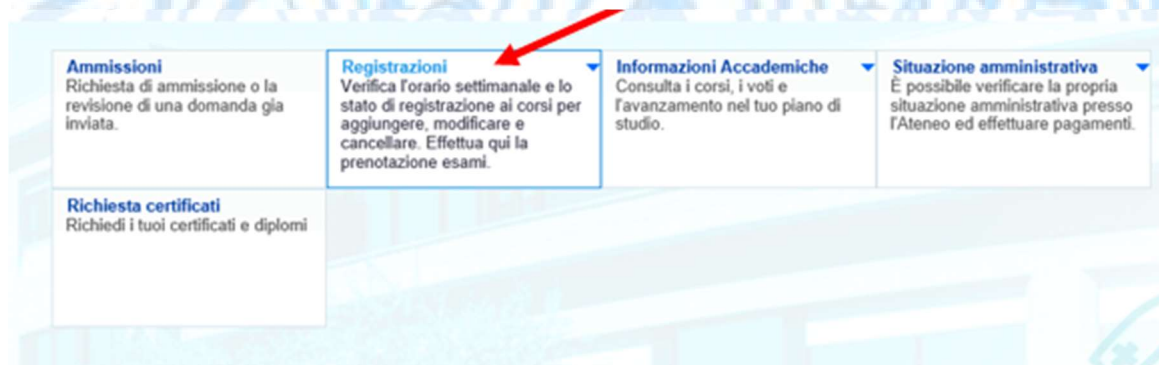 Ammissioni
Richiesta di ammissione o la
revisione di una domanda gia
inviata.
Registrazioni
Verifica l'orario settimanale e lo
stato di registrazione ai corsi per
aggiungere, modificare e
cancellare. Effettua qui la
prenotazione esami.
Informazioni Accademiche
Consulta i corsi, i voti e
l'avanzamento nel tuo piano di
studio.
Situazione amministrativa
È possibile verificare la propria
situazione amministrativa presso
l'Ateneo ed effettuare pagamenti.
Richiesta certificati
Richiedi i tuoi certificati e diplomi